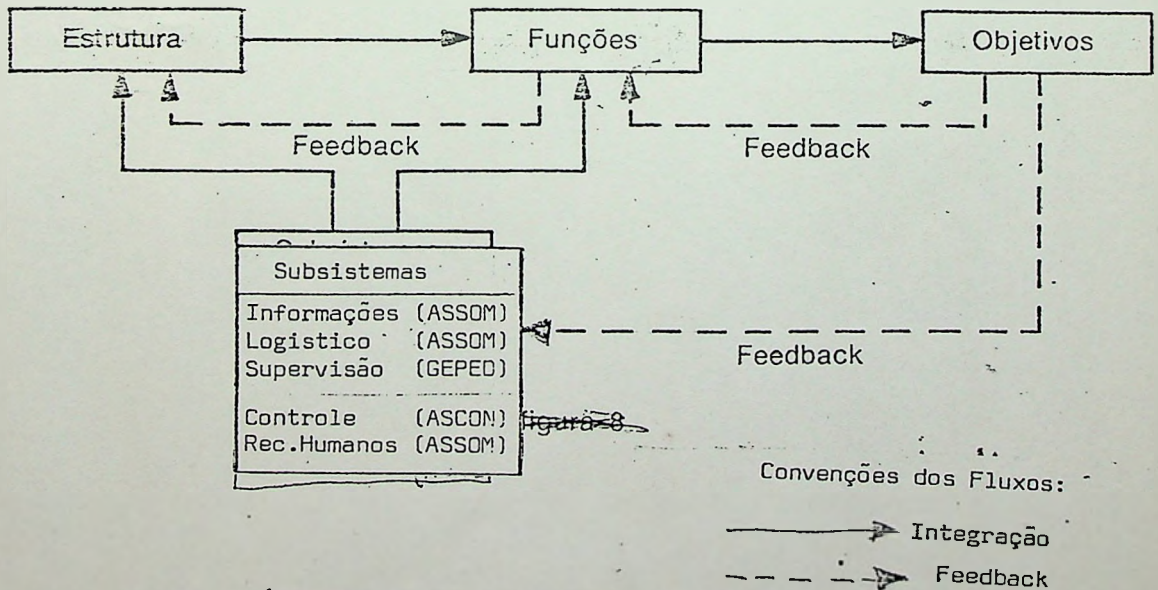 Estrutura
Funções
Objetivos
Feedback
Feedback
Subsistemas
Informações (ASSOM)
Logistico (ASSOM)
Supervisão (GEPED)
Feedback
Controle (ASCON)
Rec.Humanos (ASSOM)
Convenções dos Fluxos:
Integração
Feedback